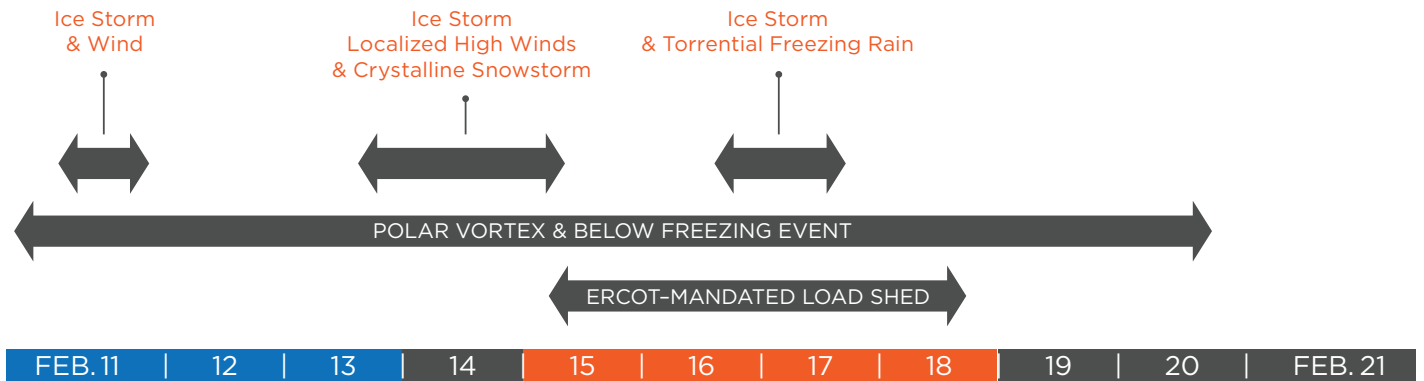 Ice Storm
& Wind
Ice Storm
Localized High Winds
& Crystalline Snowstorm
Ice Storm
& Torrential Freezing Rain
POLAR VORTEX & BELOW FREEZING EVENT
ERCOT–MANDATED LOAD SHED
FEB. 11 | 12 | 13 | 14 | 15 | 16 | 17 | 18 | 19 | 20 | FEB. 21